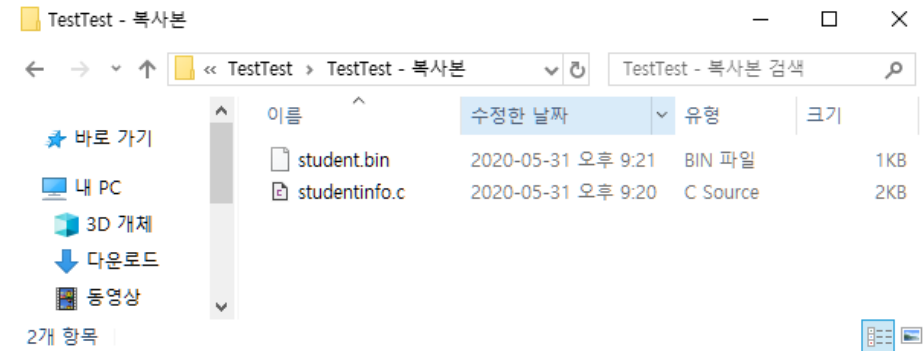 TestTest - 복사본
« TestTest › TestTest - 복사본
TestTest - 복사본 검색
바로 가기
내 PC
3D 개체
다운로드
동영상
이름 수정한 날짜 유형 크기
student.bin 2020-05-31 오후 9:21 BIN 파일 1KB
studentinfo.c 2020-05-31 오후 9:20 C Source 2KB
2개 항목